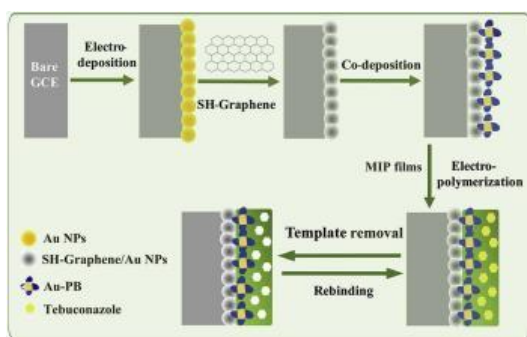 Bare
GCE
Electro-
deposition
SH-Graphene
Co-deposition
MIP films
Electro-
polymerization
Template removal
Rebinding
Au NPs
SH-Graphene/Au NPs
Au-PB
Tebuconazole